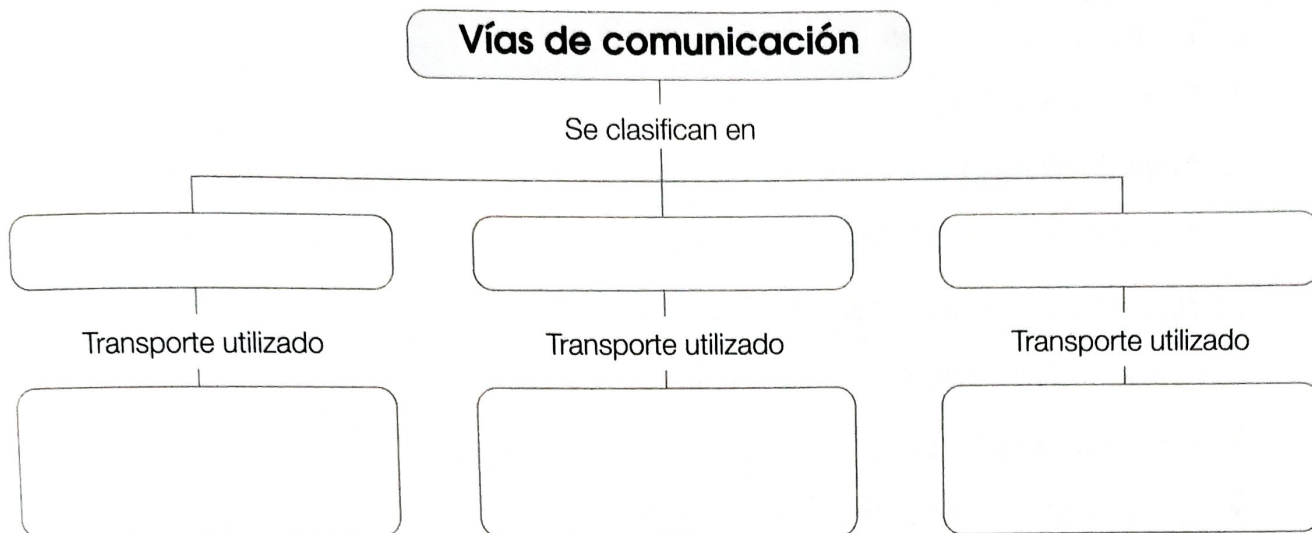 Vías de comunicación
Se clasifican en
Transporte utilizado
Transporte utilizado
Transporte utilizado